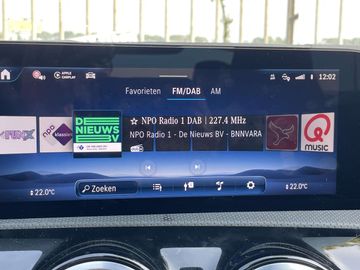 APPLE
CARPLAY
12:02
Favorieten FM/DAB AM
FUNX
npo
klassiek
DE
NIEUWS
BV
☆ NPO Radio 1 DAB | 227.4 MHz
NPO Radio 1 - De Nieuws BV - BNNVARA
Q
music
22.0°C
Zoeken
22.0°C